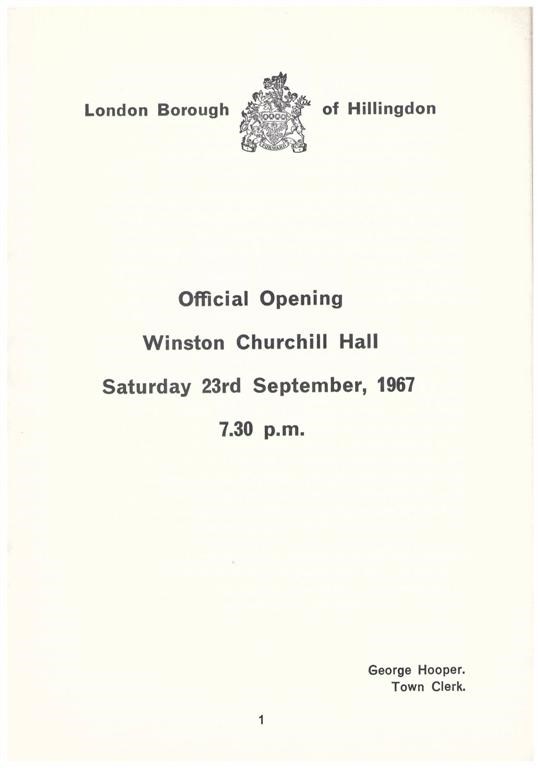 London Borough of Hillingdon
FORWARD
Official Opening
Winston Churchill Hall
Saturday 23rd September, 1967
7.30 p.m.
George Hooper.
Town Clerk.
1